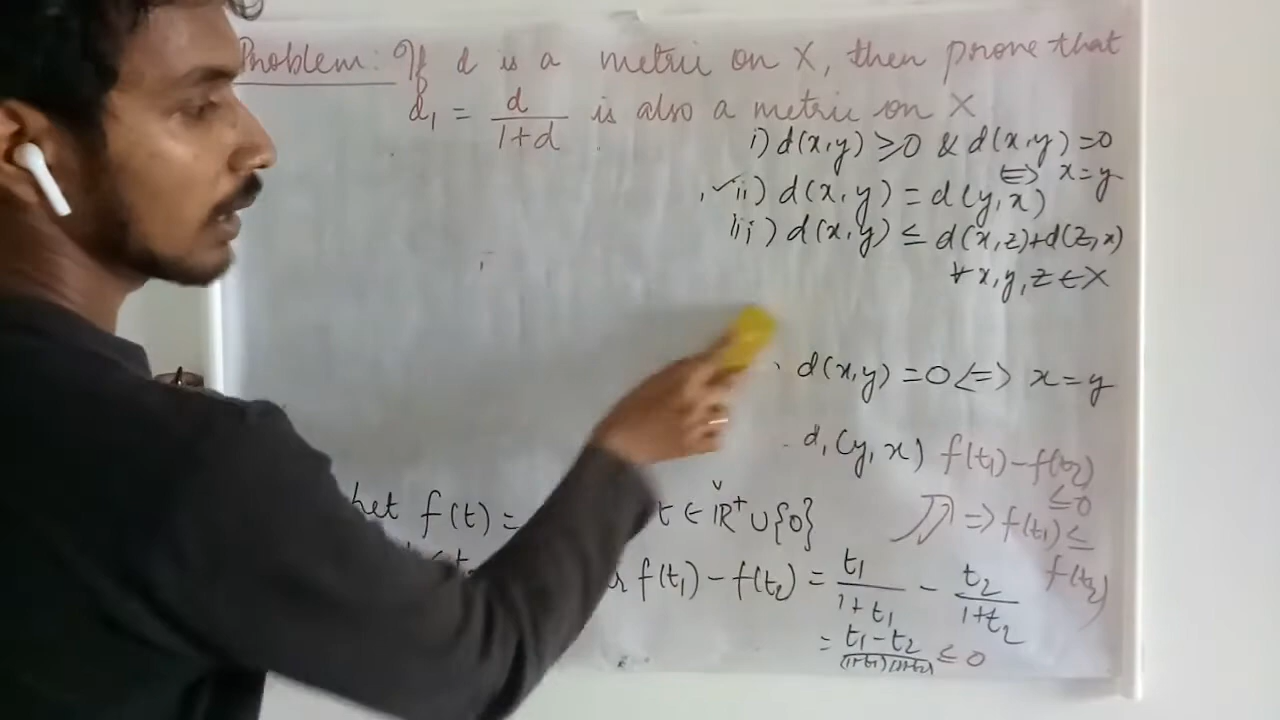 Problem: If d is a metric on X, then prove that
d₁ = d/(1+d) is also a metric on X
i) d(x,y) ≥ 0 & d(x,y) = 0
⇔ x = y
ii) d(x,y) = d(y,x)
iii) d(x,y) ≤ d(x,z)+d(z,x)
∀ x,y,z ∈ X
d(x,y) = 0 ⇔ x = y
d₁(y,x) f(t₁)-f(t₂)
≤0
het f(t) = t ∈ ℝ⁺ ∪ {0} ⇒ f(t₁) ≤
f(t₂)
f(t₁) - f(t₂) = t₁/(1+t₁) - t₂/(1+t₂)
= (t₁-t₂)/((1+t₁)(1+t₂)) ≤ 0